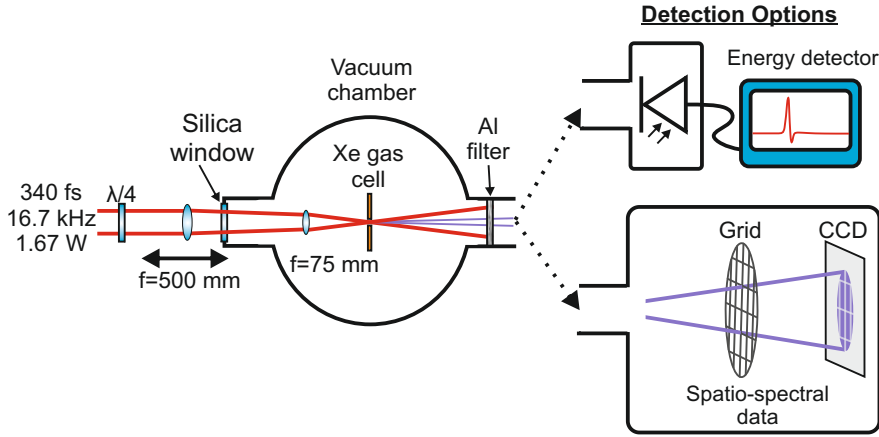 Detection Options
Energy detector
Vacuum
chamber
Silica
window
Al
filter
Xe gas
cell
340 fs
16.7 kHz
1.67 W
λ/4
f=500 mm
f=75 mm
Grid
CCD
Spatio-spectral
data